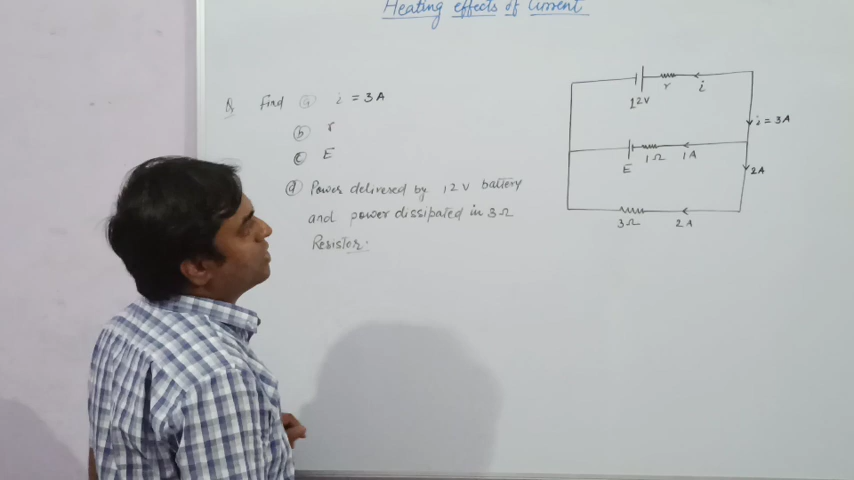 Heating effects of Current
Q Find (a) i = 3A
(b) r
(c) E
(d) Power delivered by 12V battery
and power dissipated in 3Ω
Resistor.
12V r i
i = 3A
E 1Ω 1A
2A
3Ω 2A